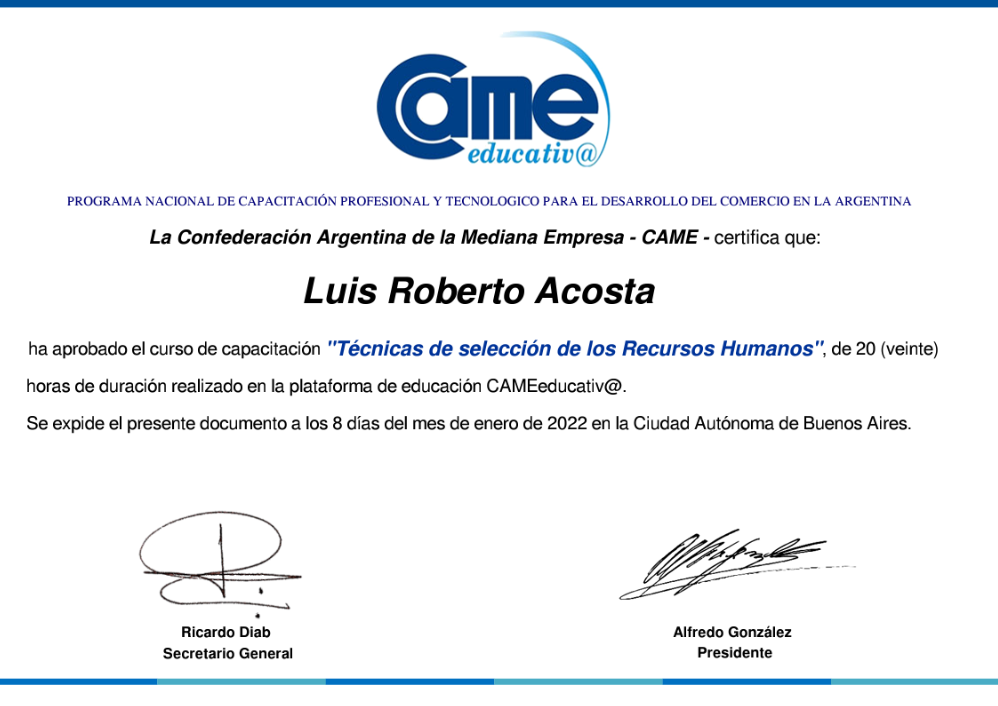 Came
educativ@
PROGRAMA NACIONAL DE CAPACITACIÓN PROFESIONAL Y TECNOLOGICO PARA EL DESARROLLO DEL COMERCIO EN LA ARGENTINA
La Confederación Argentina de la Mediana Empresa - CAME - certifica que:
Luis Roberto Acosta
ha aprobado el curso de capacitación "Técnicas de selección de los Recursos Humanos", de 20 (veinte)
horas de duración realizado en la plataforma de educación CAMEeducativ@.
Se expide el presente documento a los 8 días del mes de enero de 2022 en la Ciudad Autónoma de Buenos Aires.
Ricardo Diab
Secretario General
Alfredo González
Presidente